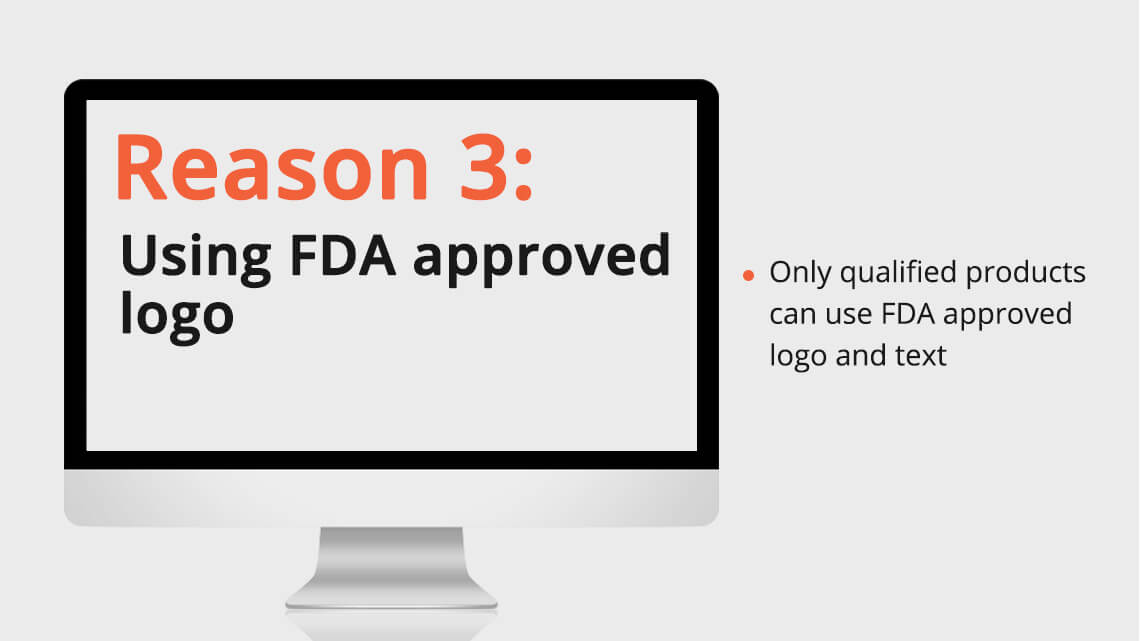 Reason 3:
Using FDA approved
logo
Only qualified products
can use FDA approved
logo and text